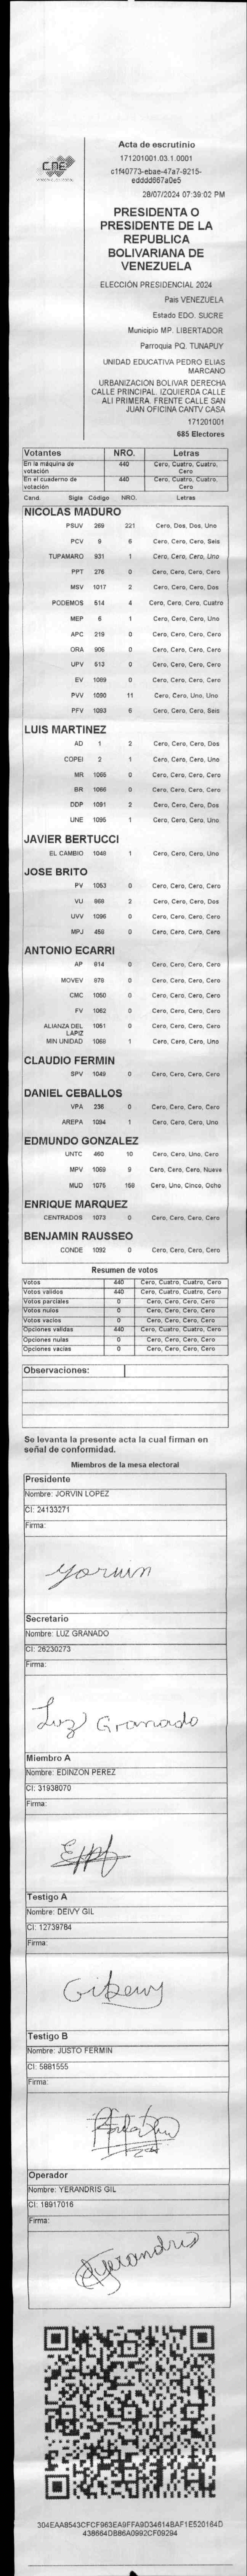 CNE
Acta de escrutinio
171201001.03.1.0001
c1f40773-ebae-47a7-9215-
edddd667a0e5
28/07/2024 07:39:02 PM
PRESIDENTA O
PRESIDENTE DE LA
REPUBLICA
BOLIVARIANA DE
VENEZUELA
ELECCIÓN PRESIDENCIAL 2024
Pais VENEZUELA
Estado EDO. SUCRE
Municipio MP. LIBERTADOR
Parroquia PQ. TUNAPUY
UNIDAD EDUCATIVA PEDRO ELIAS
MARCANO
URBANIZACION BOLIVAR DERECHA
CALLE PRINCIPAL. IZQUIERDA CALLE
ALI PRIMERA. FRENTE CALLE SAN
JUAN OFICINA CANTV CASA
171201001
685 Electores
Votantes NRO. Letras
En la máquina de votación 440 Cero, Cuatro, Cuatro, Cero
En el cuaderno de votación 440 Cero, Cuatro, Cuatro, Cero
Cand. Sigla Código NRO. Letras
NICOLAS MADURO
PSUV 269 221 Cero, Dos, Dos, Uno
PCV 9 6 Cero, Cero, Cero, Seis
TUPAMARO 931 1 Cero, Cero, Cero, Uno
PPT 276 0 Cero, Cero, Cero, Cero
MSV 1017 2 Cero, Cero, Cero, Dos
PODEMOS 514 4 Cero, Cero, Cero, Cuatro
MEP 6 1 Cero, Cero, Cero, Uno
APC 219 0 Cero, Cero, Cero, Cero
ORA 906 0 Cero, Cero, Cero, Cero
UPV 513 0 Cero, Cero, Cero, Cero
EV 1089 0 Cero, Cero, Cero, Cero
PVV 1090 11 Cero, Cero, Uno, Uno
PFV 1093 6 Cero, Cero, Cero, Seis
LUIS MARTINEZ
AD 1 2 Cero, Cero, Cero, Dos
COPEI 2 1 Cero, Cero, Cero, Uno
MR 1065 0 Cero, Cero, Cero, Cero
BR 1066 0 Cero, Cero, Cero, Cero
DDP 1091 2 Cero, Cero, Cero, Dos
UNE 1095 1 Cero, Cero, Cero, Uno
JAVIER BERTUCCI
EL CAMBIO 1048 1 Cero, Cero, Cero, Uno
JOSE BRITO
PV 1053 0 Cero, Cero, Cero, Cero
VU 968 2 Cero, Cero, Cero, Dos
UVV 1096 0 Cero, Cero, Cero, Cero
MPJ 458 0 Cero, Cero, Cero, Cero
ANTONIO ECARRI
AP 814 0 Cero, Cero, Cero, Cero
MOVEV 978 0 Cero, Cero, Cero, Cero
CMC 1050 0 Cero, Cero, Cero, Cero
FV 1062 0 Cero, Cero, Cero, Cero
ALIANZA DEL LAPIZ 1051 0 Cero, Cero, Cero, Cero
MIN UNIDAD 1068 1 Cero, Cero, Cero, Uno
CLAUDIO FERMIN
SPV 1049 0 Cero, Cero, Cero, Cero
DANIEL CEBALLOS
VPA 236 0 Cero, Cero, Cero, Cero
AREPA 1094 1 Cero, Cero, Cero, Uno
EDMUNDO GONZALEZ
UNTC 460 10 Cero, Cero, Uno, Cero
MPV 1069 9 Cero, Cero, Cero, Nueve
MUD 1075 158 Cero, Uno, Cinco, Ocho
ENRIQUE MARQUEZ
CENTRADOS 1073 0 Cero, Cero, Cero, Cero
BENJAMIN RAUSSEO
CONDE 1092 0 Cero, Cero, Cero, Cero
Resumen de votos
Votos 440 Cero, Cuatro, Cuatro, Cero
Votos validos 440 Cero, Cuatro, Cuatro, Cero
Votos parciales 0 Cero, Cero, Cero, Cero
Votos nulos 0 Cero, Cero, Cero, Cero
Votos vacios 0 Cero, Cero, Cero, Cero
Opciones validas 440 Cero, Cuatro, Cuatro, Cero
Opciones nulas 0 Cero, Cero, Cero, Cero
Opciones vacias 0 Cero, Cero, Cero, Cero
Observaciones:
Se levanta la presente acta la cual firman en
señal de conformidad.
Miembros de la mesa electoral
Presidente
Nombre: JORVIN LOPEZ
CI: 24133271
Firma:
Yorvin
Secretario
Nombre: LUZ GRANADO
CI: 26230273
Firma:
Luz Granado
Miembro A
Nombre: EDINZON PEREZ
CI: 31938070
Firma:
Testigo A
Nombre: DEIVY GIL
CI: 12739784
Firma:
Testigo B
Nombre: JUSTO FERMIN
CI: 5881555
Firma:
Operador
Nombre: YERANDRIS GIL
CI: 18917016
Firma:
Yerandris
304EAA8543CFCF963EA9FFA9D34614BAF1E520164D
438664DB86A0992CF09294